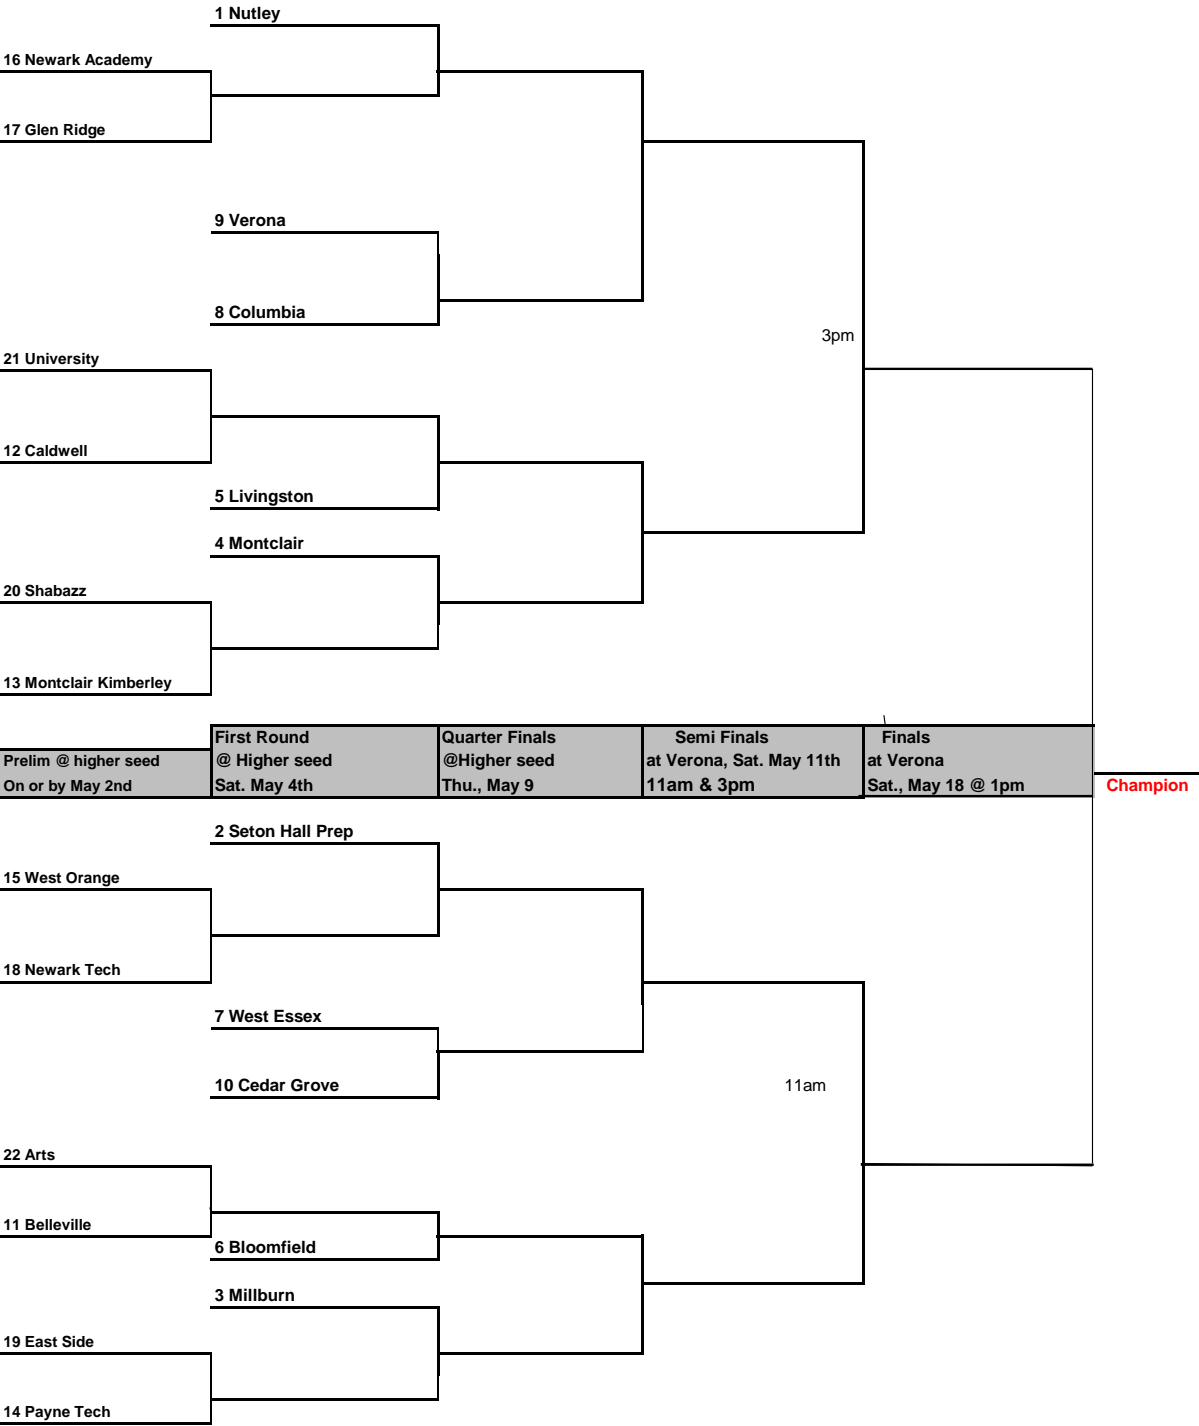 1 Nutley
16 Newark Academy
17 Glen Ridge
9 Verona
8 Columbia
3pm
21 University
12 Caldwell
5 Livingston
4 Montclair
20 Shabazz
13 Montclair Kimberley
Prelim @ higher seed
On or by May 2nd
First Round
@ Higher seed
Sat. May 4th
Quarter Finals
@Higher seed
Thu., May 9
Semi Finals
at Verona, Sat. May 11th
11am & 3pm
\
Finals
at Verona
Sat., May 18 @ 1pm
Champion
2 Seton Hall Prep
15 West Orange
18 Newark Tech
7 West Essex
10 Cedar Grove
11am
22 Arts
11 Belleville
6 Bloomfield
3 Millburn
19 East Side
14 Payne Tech